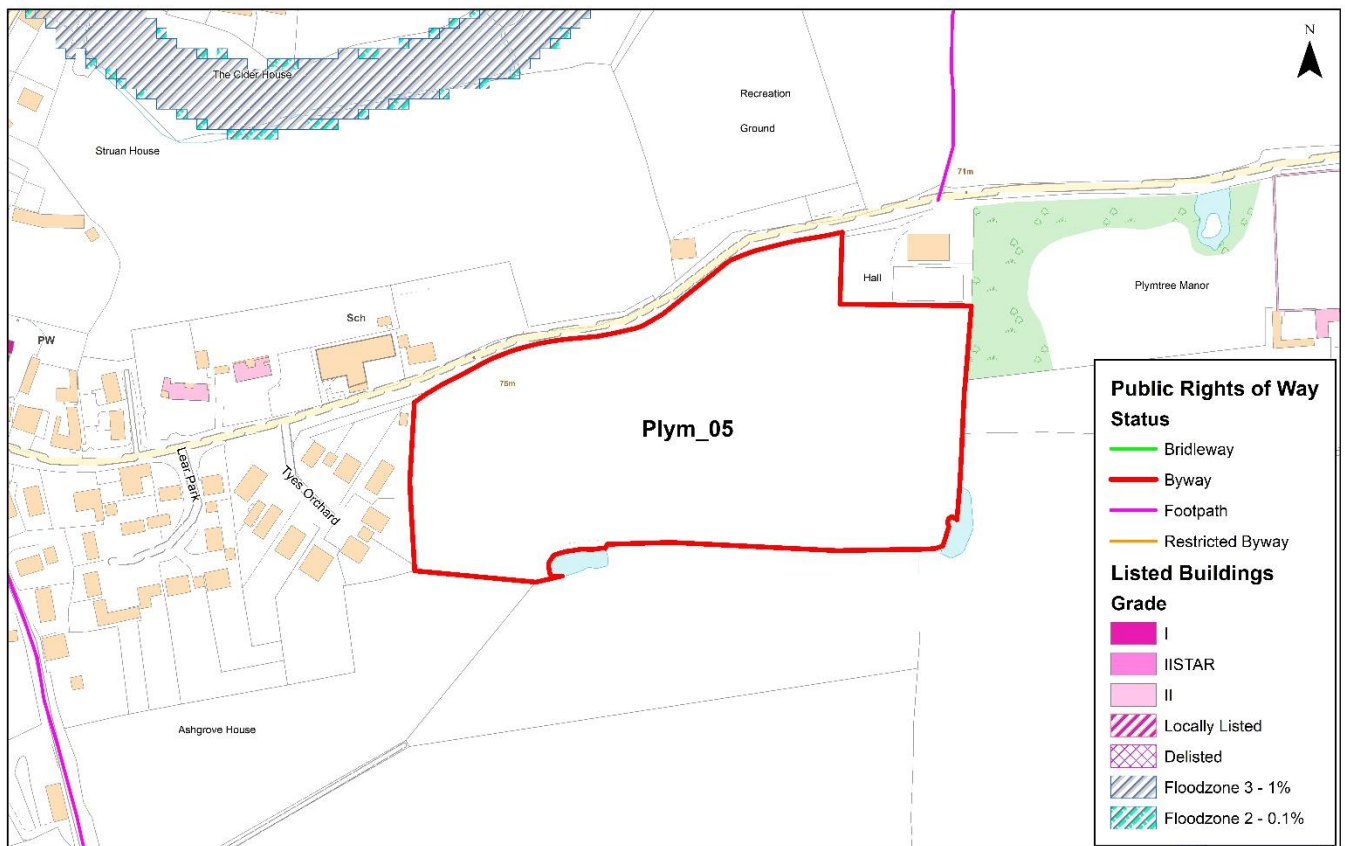 N
The Cider House
Recreation
Ground
Struan House
71m
Hall
Plymtree Manor
Sch
PW
78m
Plym_05
Lear Park
Tyes Orchard
Ashgrove House
Public Rights of Way
Status
Bridleway
Byway
Footpath
Restricted Byway
Listed Buildings
Grade
I
IISTAR
II
Locally Listed
Delisted
Floodzone 3 - 1%
Floodzone 2 - 0.1%